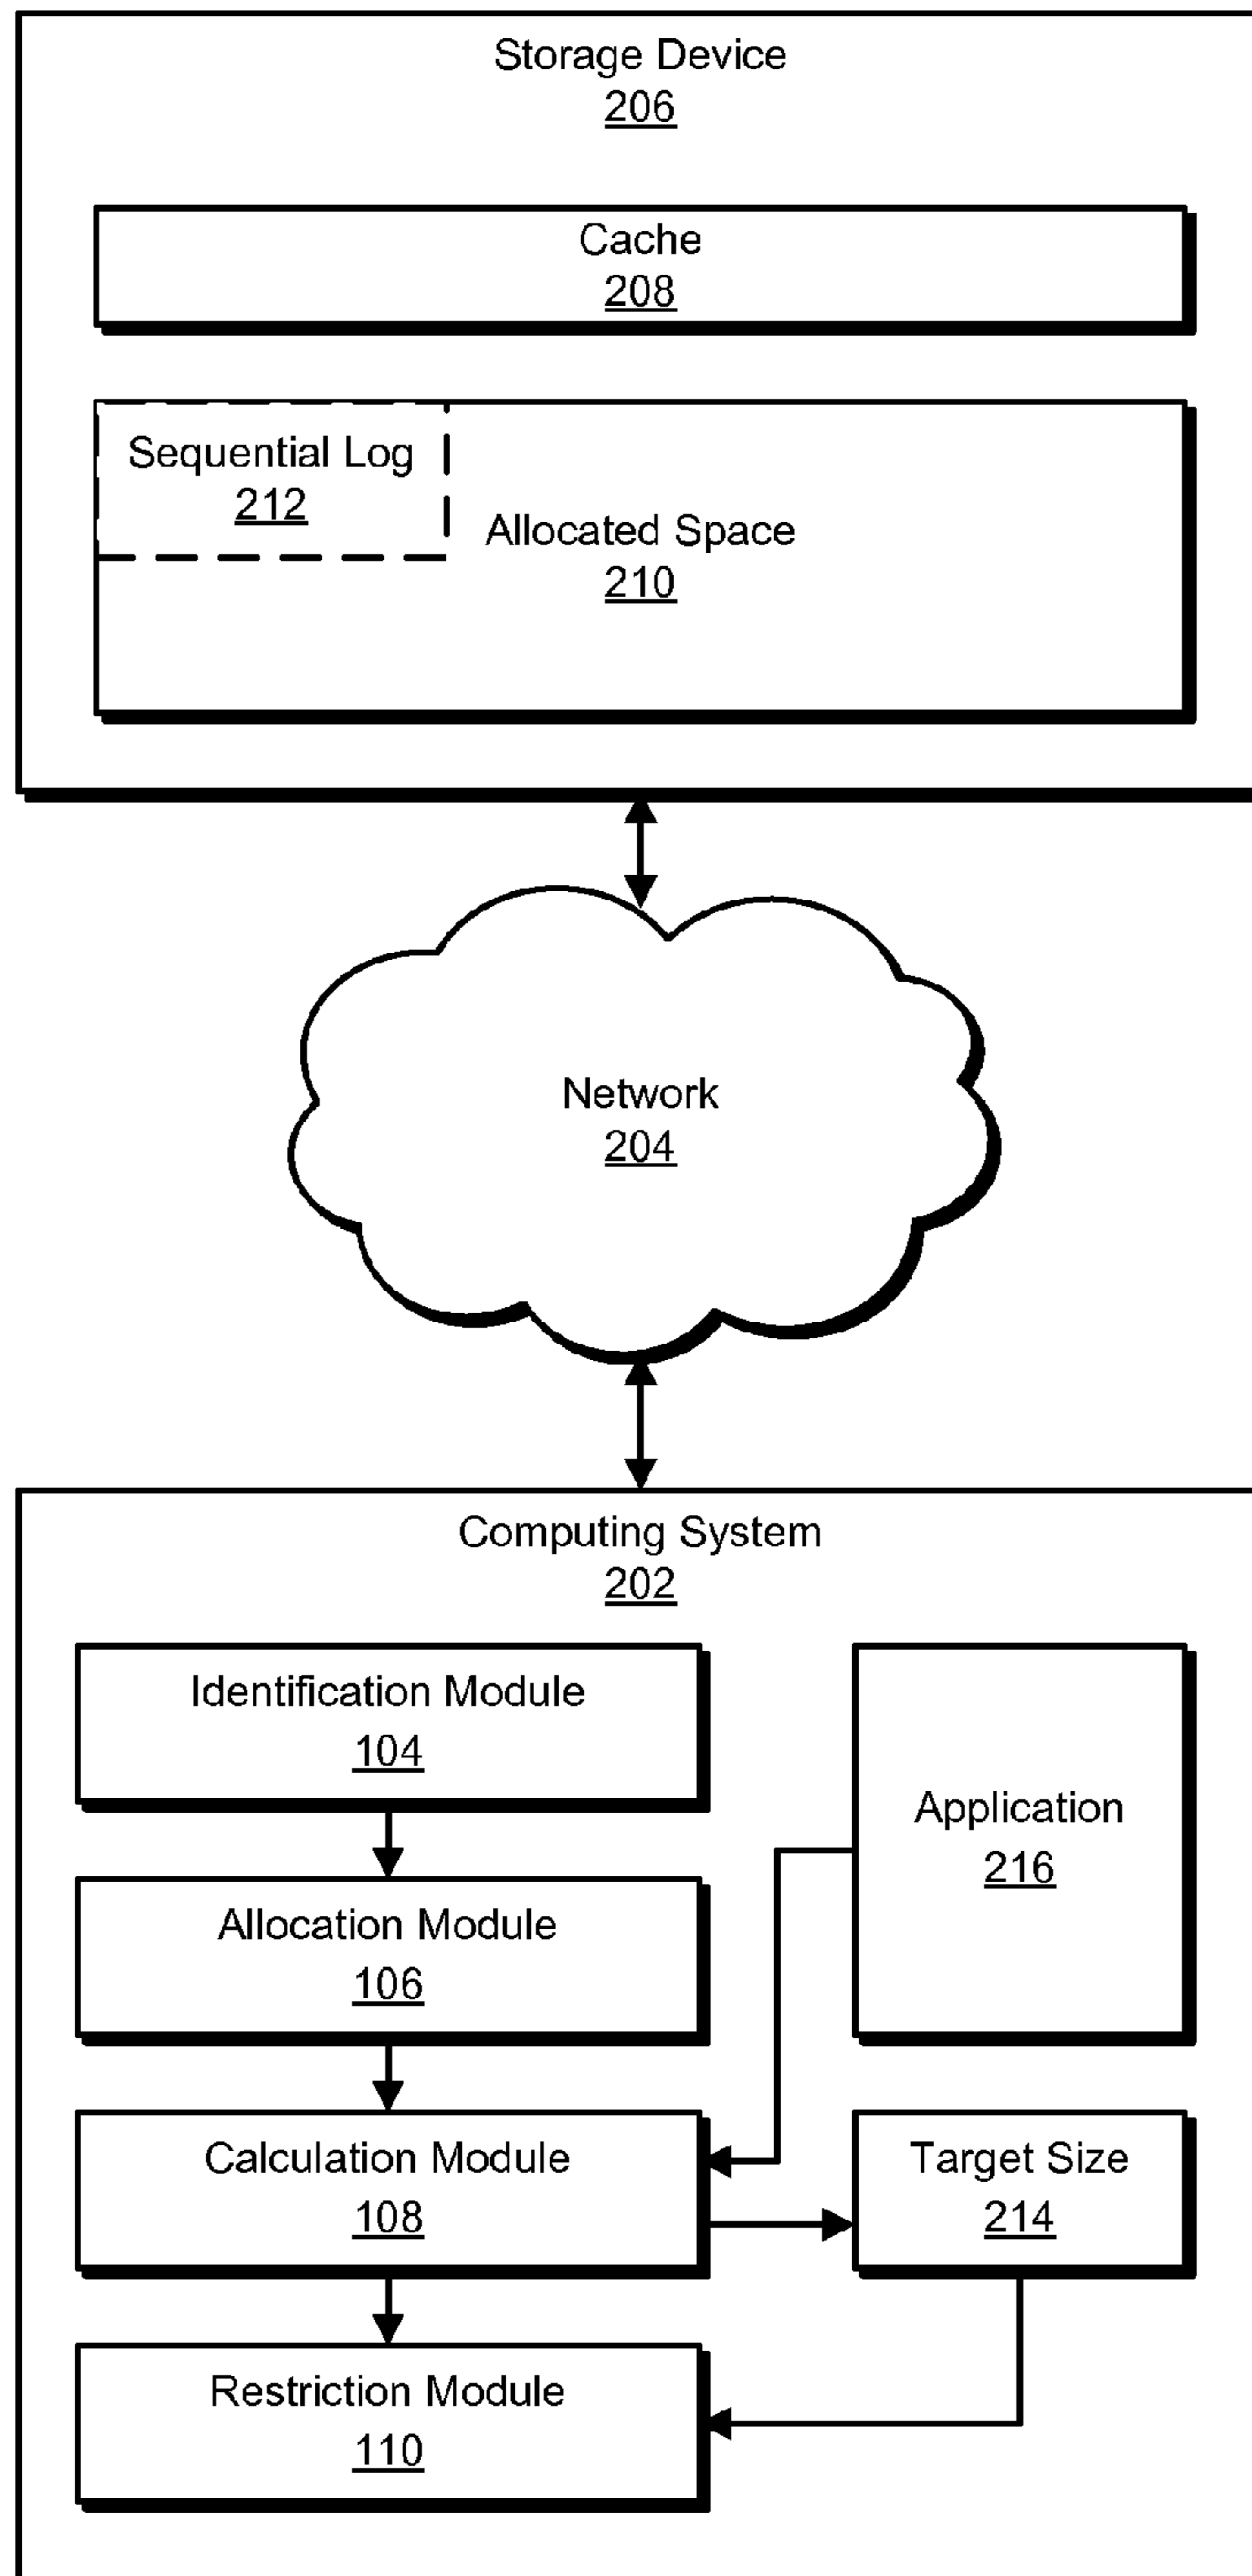 Storage Device
206
Cache
208
Sequential Log
212
Allocated Space
210
Network
204
Computing System
202
Identification Module
104
Application
216
Allocation Module
106
Calculation Module
108
Target Size
214
Restriction Module
110